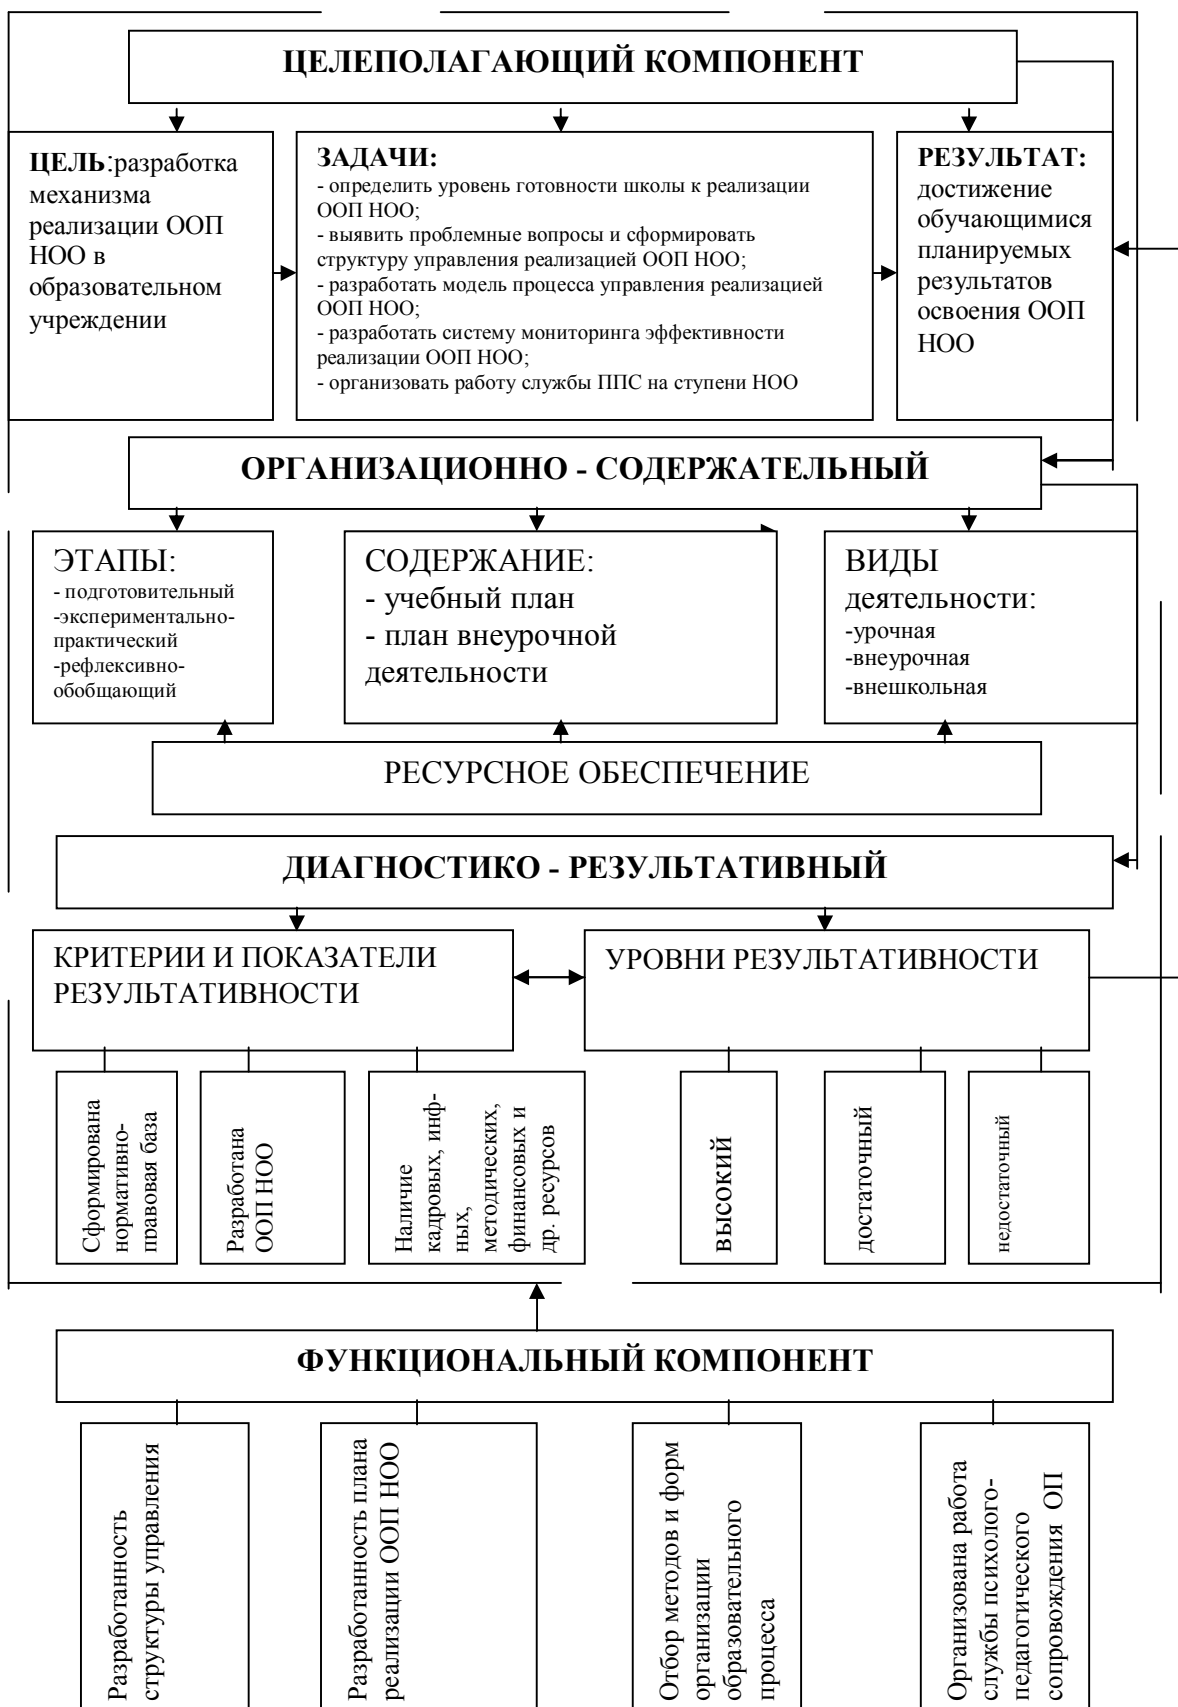 ЦЕЛЕПОЛАГАЮЩИЙ КОМПОНЕНТ
ЦЕЛЬ:разработка
механизма
реализации ООП
НОО в
образовательном
учреждении
ЗАДАЧИ:
- определить уровень готовности школы к реализации
ООП НОО;
- выявить проблемные вопросы и сформировать
структуру управления реализацией ООП НОО;
- разработать модель процесса управления реализацией
ООП НОО;
- разработать систему мониторинга эффективности
реализации ООП НОО;
- организовать работу службы ППС на ступени НОО
РЕЗУЛЬТАТ:
достижение
обучающимися
планируемых
результатов
освоения ООП
НОО
ОРГАНИЗАЦИОННО - СОДЕРЖАТЕЛЬНЫЙ
ЭТАПЫ:
- подготовительный
-экспериментально-
практический
-рефлексивно-
обобщающий
СОДЕРЖАНИЕ:
- учебный план
- план внеурочной
деятельности
ВИДЫ
деятельности:
-урочная
-внеурочная
-внешкольная
РЕСУРСНОЕ ОБЕСПЕЧЕНИЕ
ДИАГНОСТИКО - РЕЗУЛЬТАТИВНЫЙ
КРИТЕРИИ И ПОКАЗАТЕЛИ
РЕЗУЛЬТАТИВНОСТИ
УРОВНИ РЕЗУЛЬТАТИВНОСТИ
Сформирована
нормативно-
правовая база
Разработана
ООП НОО
Наличие
кадровых, инф-
ных,
методических,
финансовых и
др. ресурсов
высокий
достаточный
недостаточный
ФУНКЦИОНАЛЬНЫЙ КОМПОНЕНТ
Разработанность
структуры управления
Разработанность плана
реализации ООП НОО
Отбор методов и форм
организации
образовательного
процесса
Организована работа
службы психолого-
педагогического
сопровождения ОП